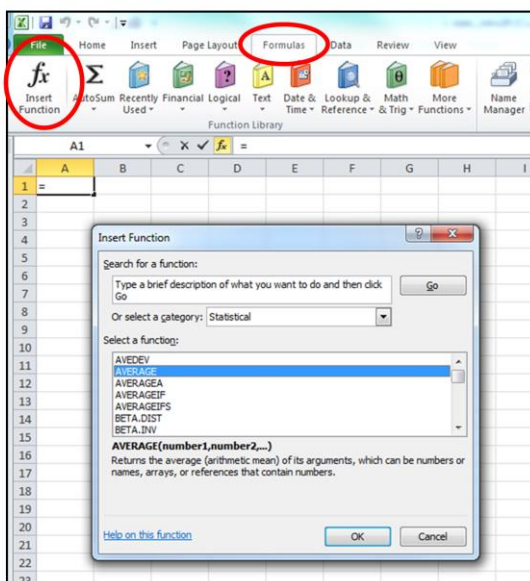 File Home Insert Page Layout Formulas Data Review View
fx Σ A ? θ
Insert AutoSum Recently Financial Logical Text Date & Lookup & Math More Name
Function Used Time Reference & Trig Functions Manager
Function Library
A1 fx =
A B C D E F G H I
1 =
2
3
4
5
6
7
8
9
10
11
12
13
14
15
16
17
18
19
20
21
22
23
Insert Function
Search for a function:
Type a brief description of what you want to do and then click
Go
Go
Or select a category: Statistical
Select a function:
AVEDEV
AVERAGE
AVERAGEA
AVERAGEIF
AVERAGEIFS
BETA.DIST
BETA.INV
AVERAGE(number1,number2,...)
Returns the average (arithmetic mean) of its arguments, which can be numbers or
names, arrays, or references that contain numbers.
Help on this function
OK Cancel